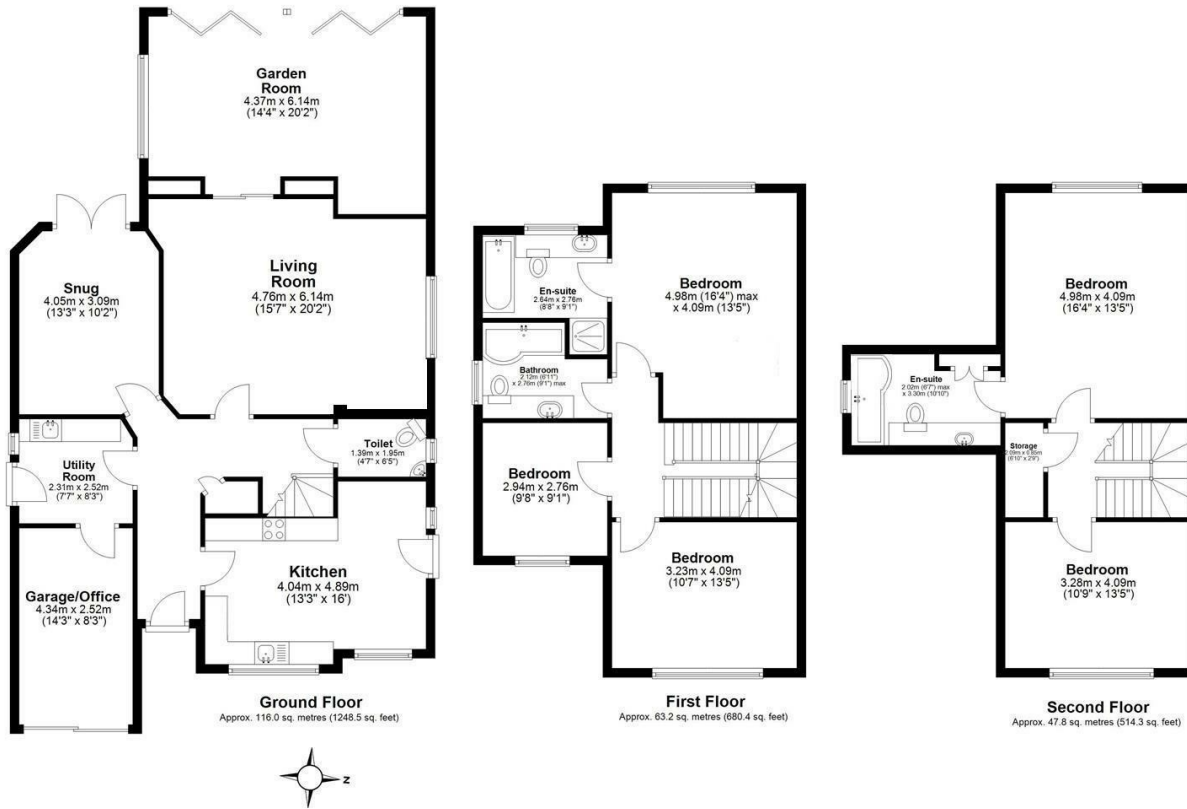 Garden
Room
4.37m x 6.14m
(14'4" x 20'2")
Snug
4.05m x 3.09m
(13'3" x 10'2")
Living
Room
4.76m x 6.14m
(15'7" x 20'2")
Utility
Room
2.31m x 2.52m
(7'7" x 8'3")
Toilet
1.39m x 1.95m
(4'7" x 6'5")
Garage/Office
4.34m x 2.52m
(14'3" x 8'3")
Kitchen
4.04m x 4.89m
(13'3" x 16')
Ground Floor
Approx. 116.0 sq. metres (1248.5 sq. feet)
En-suite
2.64m x 2.76m
(8'8" x 9'1")
Bedroom
4.98m (16'4") max
x 4.09m (13'5")
Bathroom
2.12m (6'11")
x 2.76m (9'1") max
Bedroom
2.94m x 2.76m
(9'8" x 9'1")
Bedroom
3.23m x 4.09m
(10'7" x 13'5")
First Floor
Approx. 63.2 sq. metres (680.4 sq. feet)
Bedroom
4.98m x 4.09m
(16'4" x 13'5")
En-suite
2.02m (6'7") max
x 3.30m (10'10")
Storage
2.09m x 0.85m
(6'10" x 2'9")
Bedroom
3.28m x 4.09m
(10'9" x 13'5")
Second Floor
Approx. 47.8 sq. metres (514.3 sq. feet)
Z